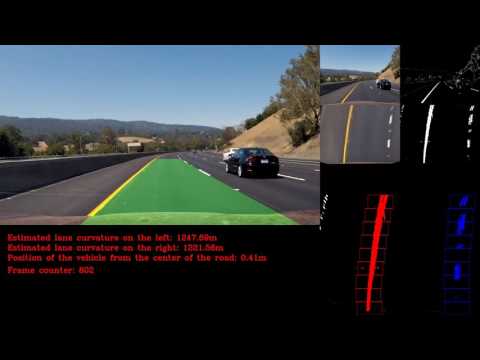 Estimated lane curvature on the left: 1247.69m
Estimated lane curvature on the right: 1221.56m
Position of the vehicle from the center of the road: 0.41m
Frame counter: 602